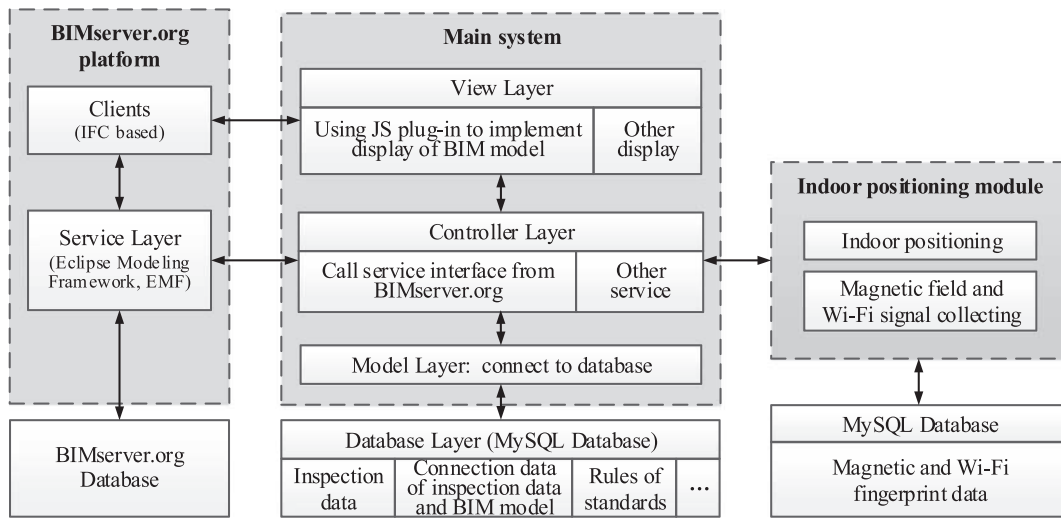 BIMserver.org
platform
Clients
(IFC based)
Service Layer
(Eclipse Modeling
Framework, EMF)
BIMserver.org
Database
Main system
View Layer
Using JS plug-in to implement
display of BIM model
Other
display
Controller Layer
Call service interface from
BIMserver.org
Other
service
Model Layer: connect to database
Database Layer (MySQL Database)
Inspection
data
Connection data
of inspection data
and BIM model
Rules of
standards
...
Indoor positioning module
Indoor positioning
Magnetic field and
Wi-Fi signal collecting
MySQL Database
Magnetic and Wi-Fi
fingerprint data